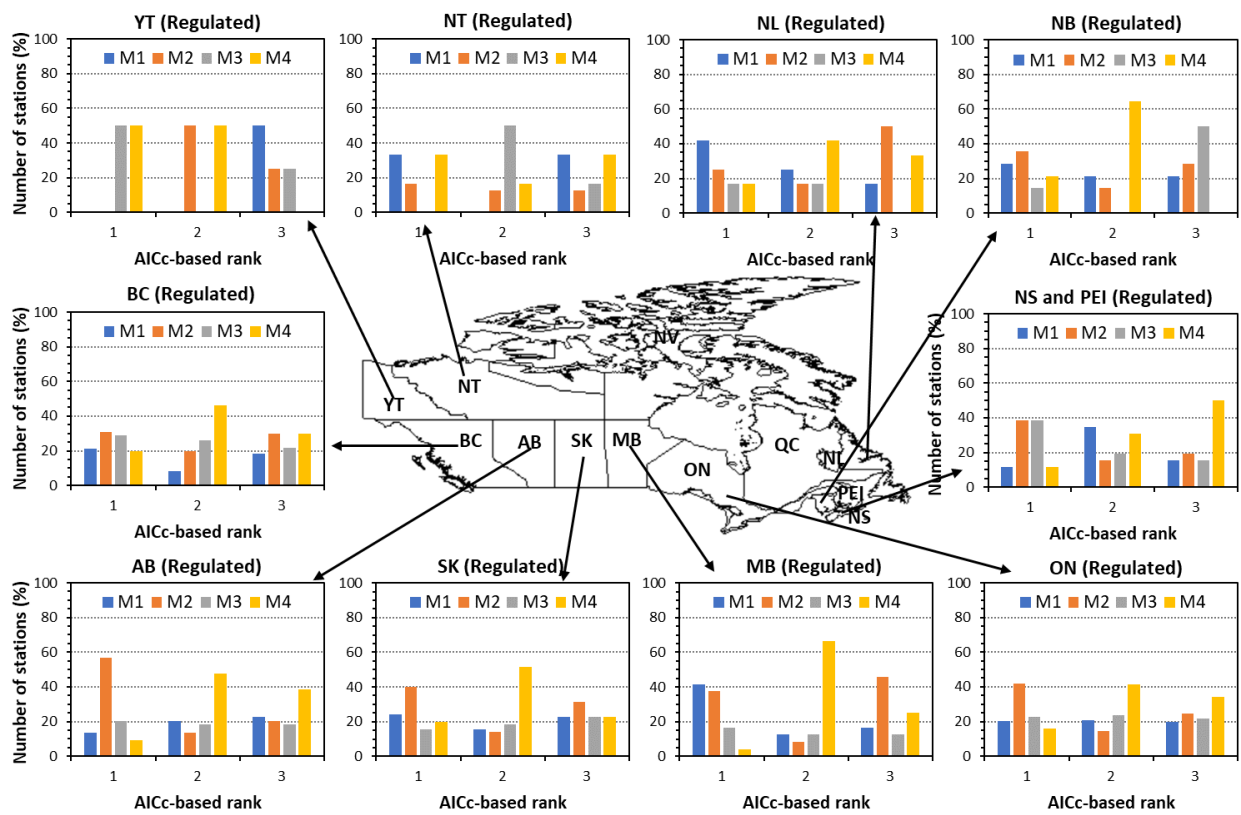 YT (Regulated)
Number of stations (%)
100
80
60
40
20
0
M1 M2 M3 M4
1 2 3
AICc-based rank
NT (Regulated)
100
80
60
40
20
0
M1 M2 M3 M4
1 2 3
AICc-based rank
NL (Regulated)
100
80
60
40
20
0
M1 M2 M3 M4
1 2 3
AICc-based rank
NB (Regulated)
100
80
60
40
20
0
M1 M2 M3 M4
1 2 3
AICc-based rank
BC (Regulated)
Number of stations (%)
100
80
60
40
20
0
M1 M2 M3 M4
1 2 3
AICc-based rank
NV
NT
YT
BC
AB
SK
MB
ON
QC
NL
PEI
NS
NS and PEI (Regulated)
Number of stations (%)
100
80
60
40
20
0
M1 M2 M3 M4
1 2 3
AICc-based rank
AB (Regulated)
Number of stations (%)
100
80
60
40
20
0
M1 M2 M3 M4
1 2 3
AICc-based rank
SK (Regulated)
100
80
60
40
20
0
M1 M2 M3 M4
1 2 3
AICc-based rank
MB (Regulated)
100
80
60
40
20
0
M1 M2 M3 M4
1 2 3
AICc-based rank
ON (Regulated)
100
80
60
40
20
0
M1 M2 M3 M4
1 2 3
AICc-based rank